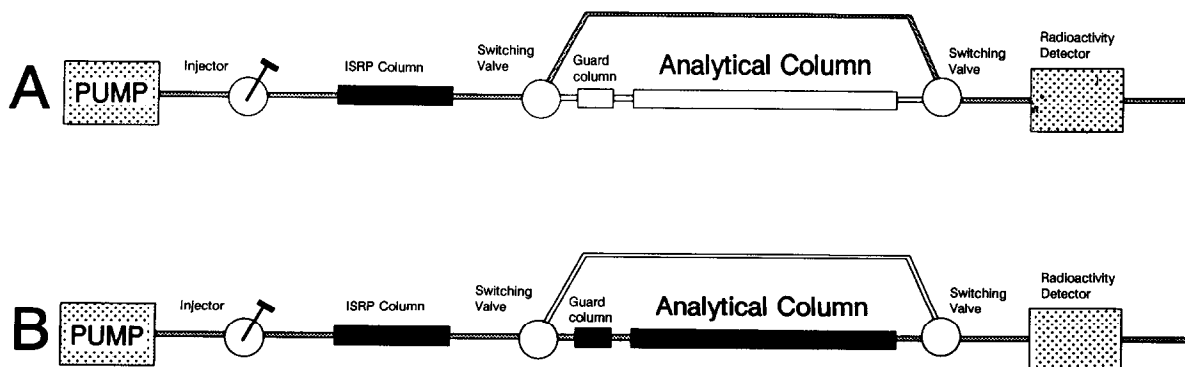 A
PUMP
Injector
ISRP Column
Switching
Valve
Guard
column
Analytical Column
Switching
Valve
Radioactivity
Detector
B
PUMP
Injector
ISRP Column
Switching
Valve
Guard
column
Analytical Column
Switching
Valve
Radioactivity
Detector